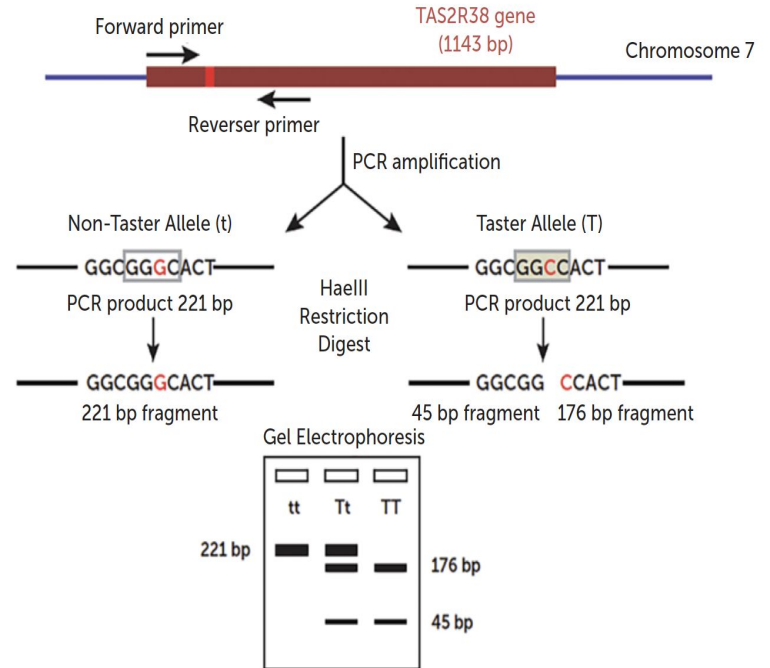 Forward primer
TAS2R38 gene
(1143 bp)
Chromosome 7
Reverser primer
PCR amplification
Non-Taster Allele (t)
Taster Allele (T)
GGCGGGCACT
GGCGGCCACT
PCR product 221 bp
HaeIII
Restriction
Digest
PCR product 221 bp
GGCGGGCACT
GGCGG CCACT
221 bp fragment
45 bp fragment 176 bp fragment
Gel Electrophoresis
tt Tt TT
221 bp
176 bp
45 bp